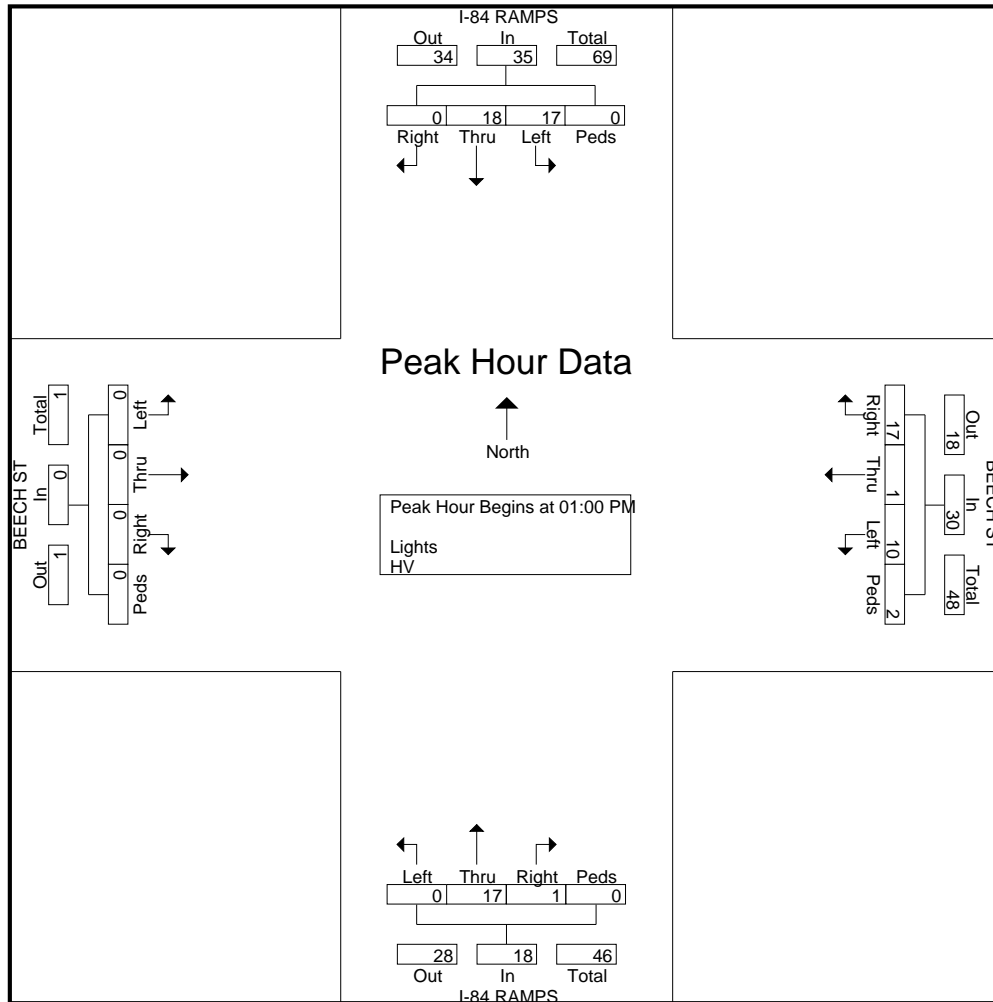 I-84 RAMPS
Out In Total
34 35 69
0 18 17 0
Right Thru Left Peds
Peak Hour Data
North
Peak Hour Begins at 01:00 PM
Lights
HV
BEECH ST
Total In Out
1 0 1
0 0 0 0
Left Thru Right Peds
Right Thru Left Peds
17 1 10 2
Out In Total
18 30 48
BEECH ST
Left Thru Right Peds
0 17 1 0
28 18 46
Out In Total
I-84 RAMPS